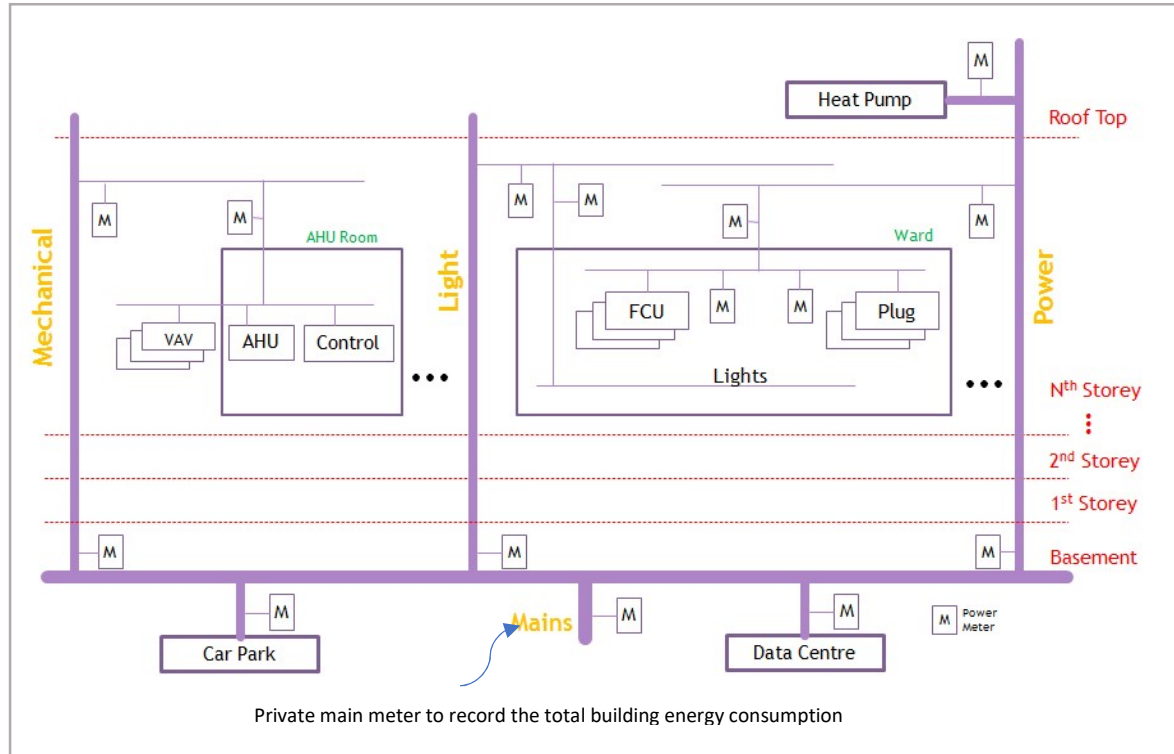 M
Heat Pump
Roof Top
M
M
M
M
M
M
AHU Room
Ward
Mechanical
Light
Power
VAV
AHU
Control
FCU
M
M
Plug
Lights
•••
•••
Nth Storey
2nd Storey
1st Storey
M
M
M
Basement
M
Mains
M
M
M Power
Meter
Car Park
Data Centre
Private main meter to record the total building energy consumption